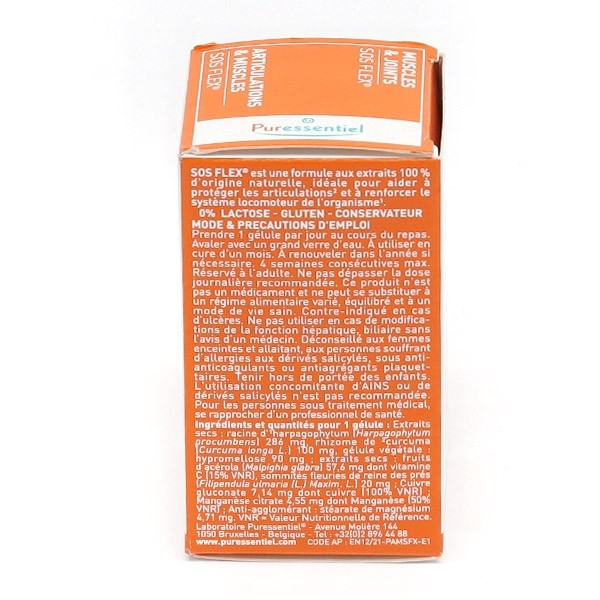 ARTICULATIONS
& MUSCLES
SOS FLEX®
MUSCLES
& JOINTS
SOS FLEX®
Puressentiel
SOS FLEX® est une formule aux extraits 100 %
d'origine naturelle, idéale pour aider à
protéger les articulations² et à renforcer le
système locomoteur de l'organisme¹.
0% LACTOSE - GLUTEN - CONSERVATEUR
MODE & PRECAUTIONS D'EMPLOI
Prendre 1 gélule par jour au cours du repas.
Avaler avec un grand verre d'eau. À utiliser en
cure d'un mois. À renouveler dans l'année si
nécessaire. 4 semaines consécutives max.
Réservé à l'adulte. Ne pas dépasser la dose
journalière recommandée. Ce produit n'est
pas un médicament et ne peut se substituer à
un régime alimentaire varié, équilibré et à un
mode de vie sain. Contre-indiqué en cas
d'ulcères. Ne pas utiliser en cas de modifica-
tions de la fonction hépatique, biliaire sans
l'avis d'un médecin. Déconseillé aux femmes
enceintes et allaitant, aux personnes souffrant
d'allergies aux dérivés salicylés, sous anti-
anticoagulants ou antiagrégants plaquet-
taires. Tenir hors de portée des enfants.
L'utilisation concomitante d'AINS ou de
dérivés salicylés n'est pas recommandée.
Pour les personnes sous traitement médical,
se rapprocher d'un professionnel de santé.
Ingrédients et quantités pour 1 gélule : Extraits
secs : racine d'¹harpagophytum (Harpagophytum
procumbens) 286 mg, rhizome de ²curcuma
(Curcuma longa L.) 100 mg, gélule végétale :
hypromellose 90 mg ; extraits secs : fruits
d'acérola (Malpighia glabra) 57,6 mg dont vitamine
C (15% VNR), sommités fleuries de reine des prés
(Filipendula ulmaria (L.) Maxim. L.) 20 mg ; Cuivre
gluconate 7,14 mg dont cuivre (100% VNR) ;
Manganèse citrate 4,55 mg dont Manganèse (50%
VNR) ; Anti-agglomérant : stéarate de magnésium
4,71 mg. VNR = Valeur Nutritionnelle de Référence.
Laboratoire Puressentiel® - Avenue Molière 144
1050 Bruxelles - Belgique - Tel : +32(0)2 896 44 88
www.puressentiel.com CODE AP : EN12/21-PAMSFX-E1